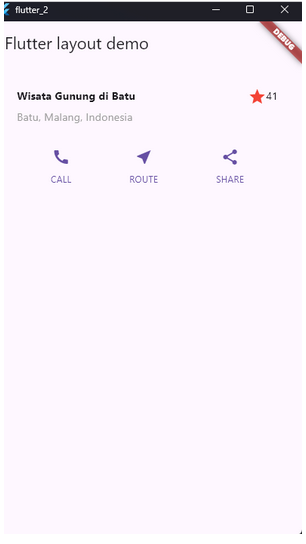 flutter_2
DEBUG
Flutter layout demo
Wisata Gunung di Batu
41
Batu, Malang, Indonesia
CALL ROUTE SHARE